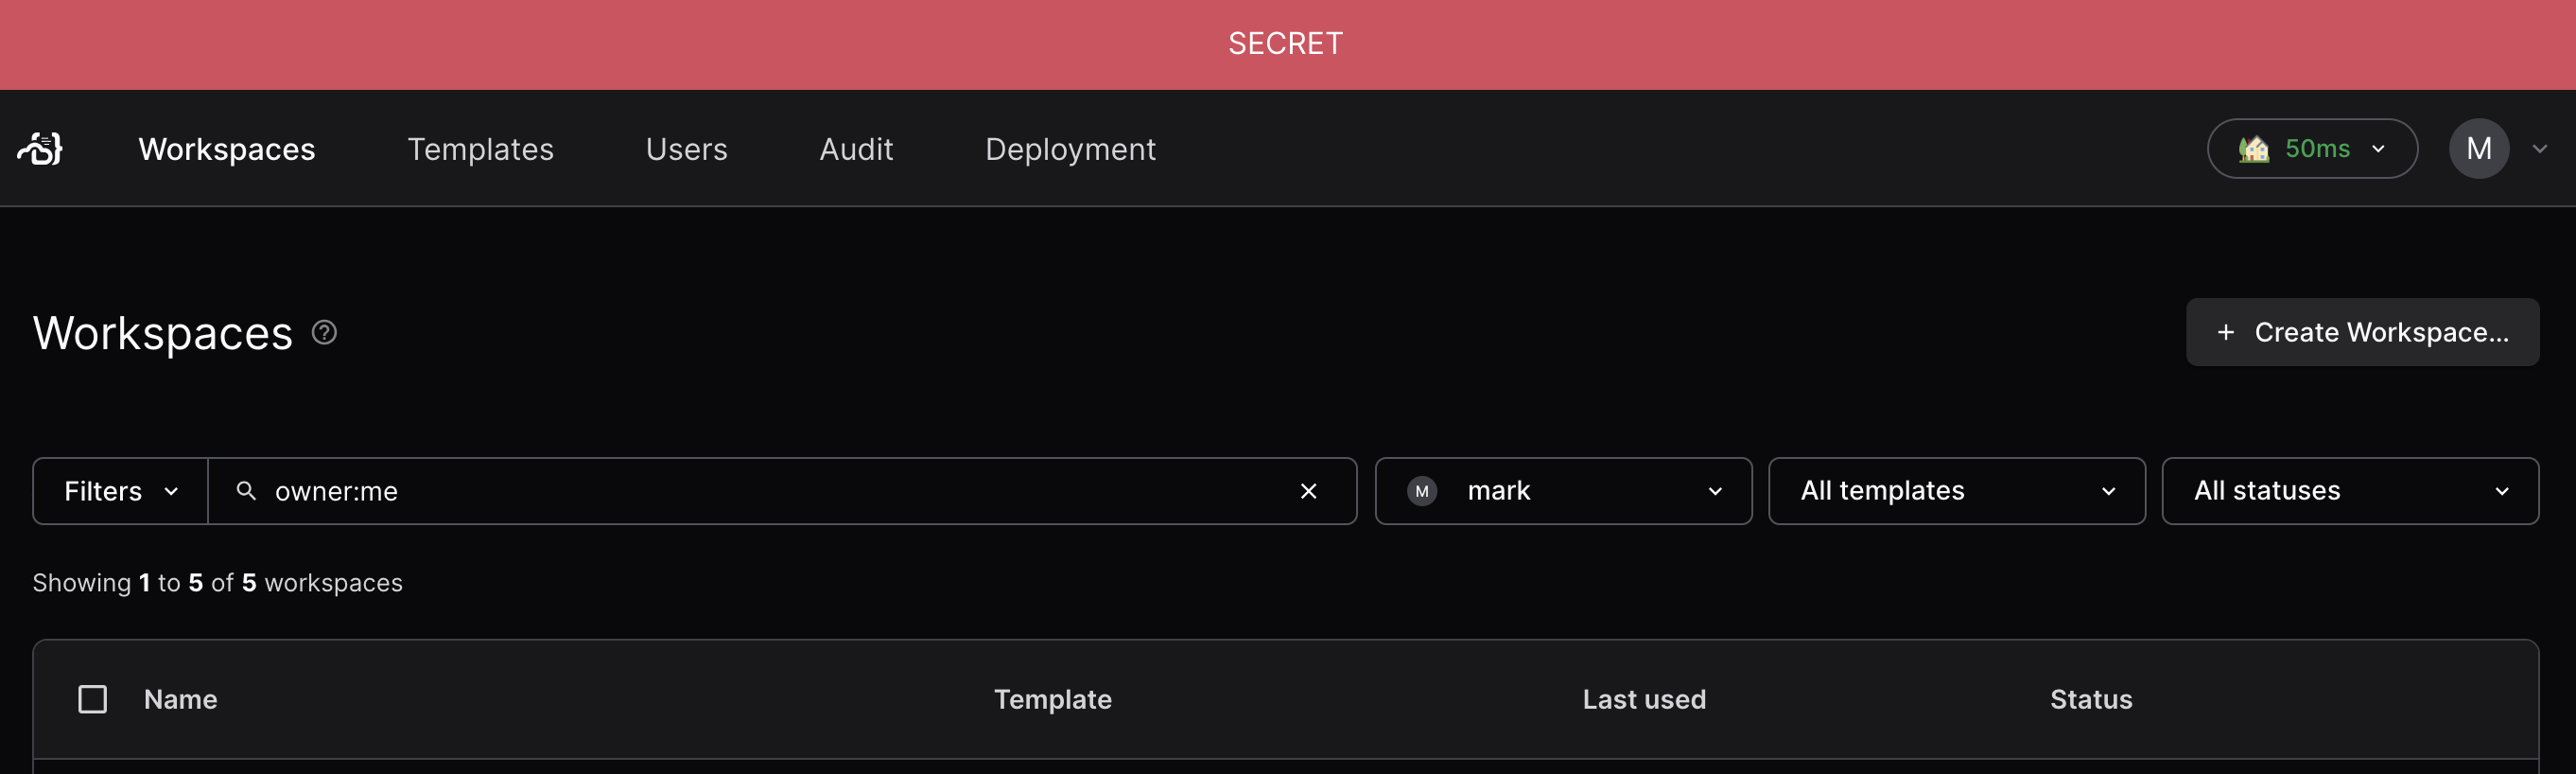 SECRET
Workspaces Templates Users Audit Deployment 50ms M
Workspaces
+ Create Workspace...
Filters owner:me M mark All templates All statuses
Showing 1 to 5 of 5 workspaces
Name Template Last used Status